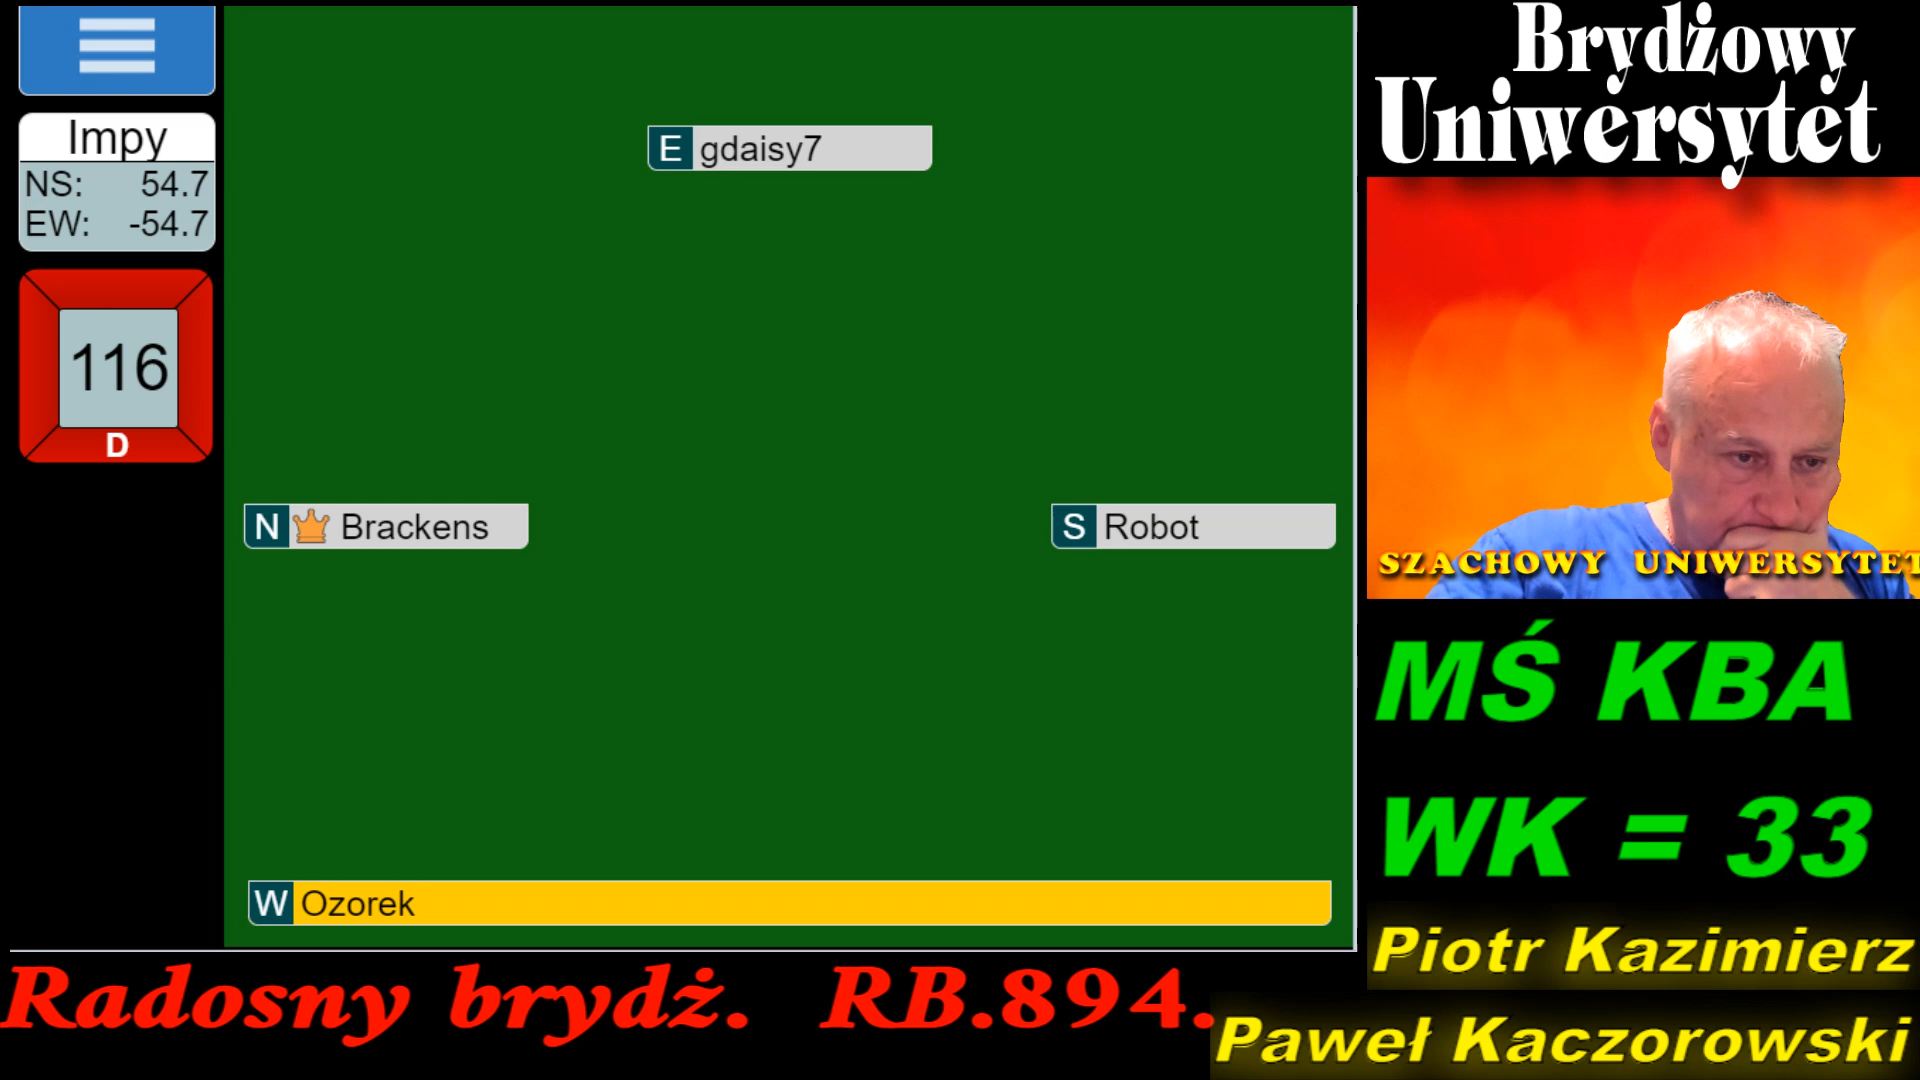 Impy
NS: 54.7
EW: -54.7
116
D
E gdaisy7
N Brackens
S Robot
W Ozorek
Brydżowy
Uniwersytet
SZACHOWY UNIWERSYTET
MŚ KBA
WK = 33
Piotr Kazimierz
Paweł Kaczorowski
Radosny brydż. RB.894.